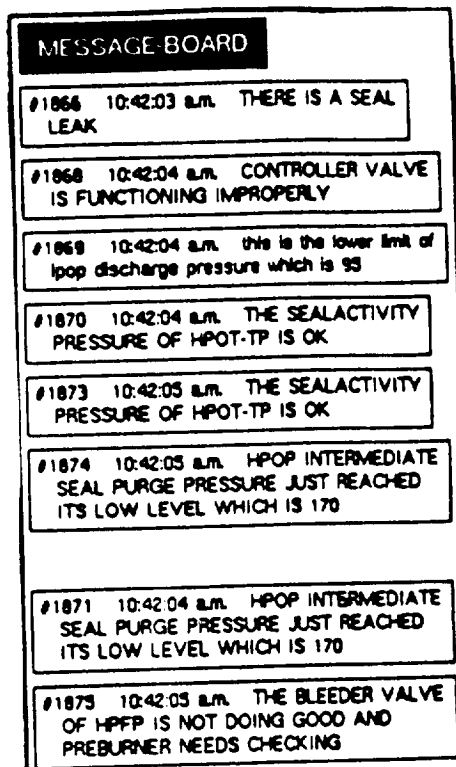 MESSAGE-BOARD
#1866 10:42:03 a.m. THERE IS A SEAL
LEAK
#1868 10:42:04 a.m. CONTROLLER VALVE
IS FUNCTIONING IMPROPERLY
#1869 10:42:04 a.m. this is the lower limit of
lpop discharge pressure which is 95
#1870 10:42:04 a.m. THE SEALACTIVITY
PRESSURE OF HPOT-TP IS OK
#1873 10:42:05 a.m. THE SEALACTIVITY
PRESSURE OF HPOT-TP IS OK
#1874 10:42:05 a.m. HPOP INTERMEDIATE
SEAL PURGE PRESSURE JUST REACHED
ITS LOW LEVEL WHICH IS 170
#1871 10:42:04 a.m. HPOP INTERMEDIATE
SEAL PURGE PRESSURE JUST REACHED
ITS LOW LEVEL WHICH IS 170
#1875 10:42:05 a.m. THE BLEEDER VALVE
OF HPFP IS NOT DOING GOOD AND
PREBURNER NEEDS CHECKING